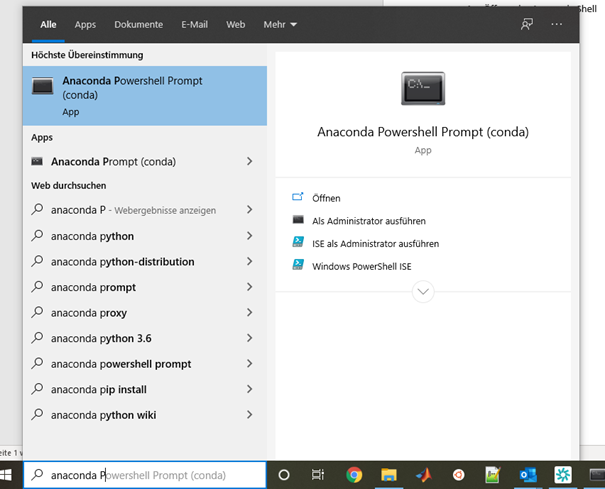 Shell
Alle Apps Dokumente E-Mail Web Mehr
Höchste Übereinstimmung
Anaconda Powershell Prompt
(conda)
App
Apps
Anaconda Prompt (conda)
Web durchsuchen
anaconda P - Webergebnisse anzeigen
anaconda python
anaconda python-distribution
anaconda prompt
anaconda proxy
anaconda python 3.6
anaconda powershell prompt
anaconda pip install
anaconda python wiki
Anaconda Powershell Prompt (conda)
App
Öffnen
Als Administrator ausführen
ISE als Administrator ausführen
Windows PowerShell ISE
eite 1
anaconda Powershell Prompt (conda)